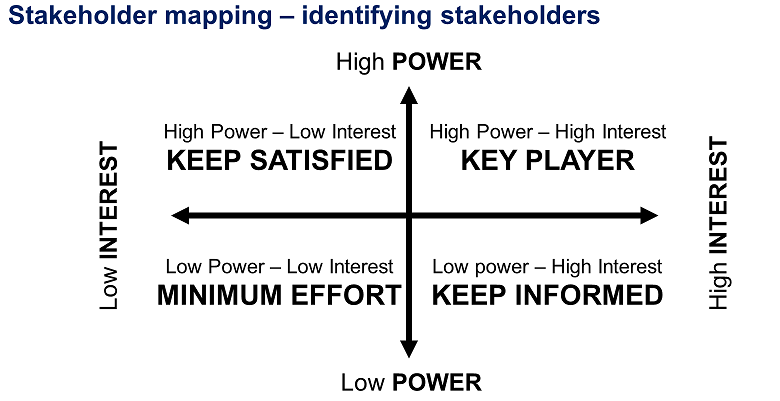 Stakeholder mapping – identifying stakeholders
High POWER
High Power – Low Interest
KEEP SATISFIED
High Power – High Interest
KEY PLAYER
Low INTEREST
High INTEREST
Low Power – Low Interest
MINIMUM EFFORT
Low power – High Interest
KEEP INFORMED
Low POWER